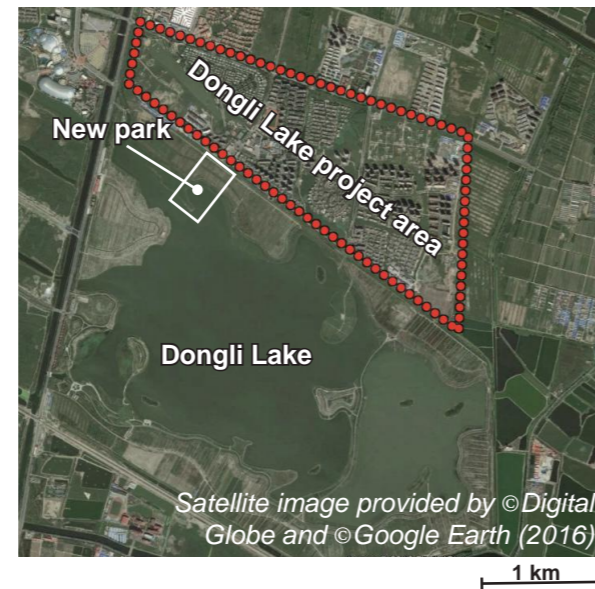 Dongli Lake project area
New park
Dongli Lake
Satellite image provided by ©Digital
Globe and ©Google Earth (2016)
1 km